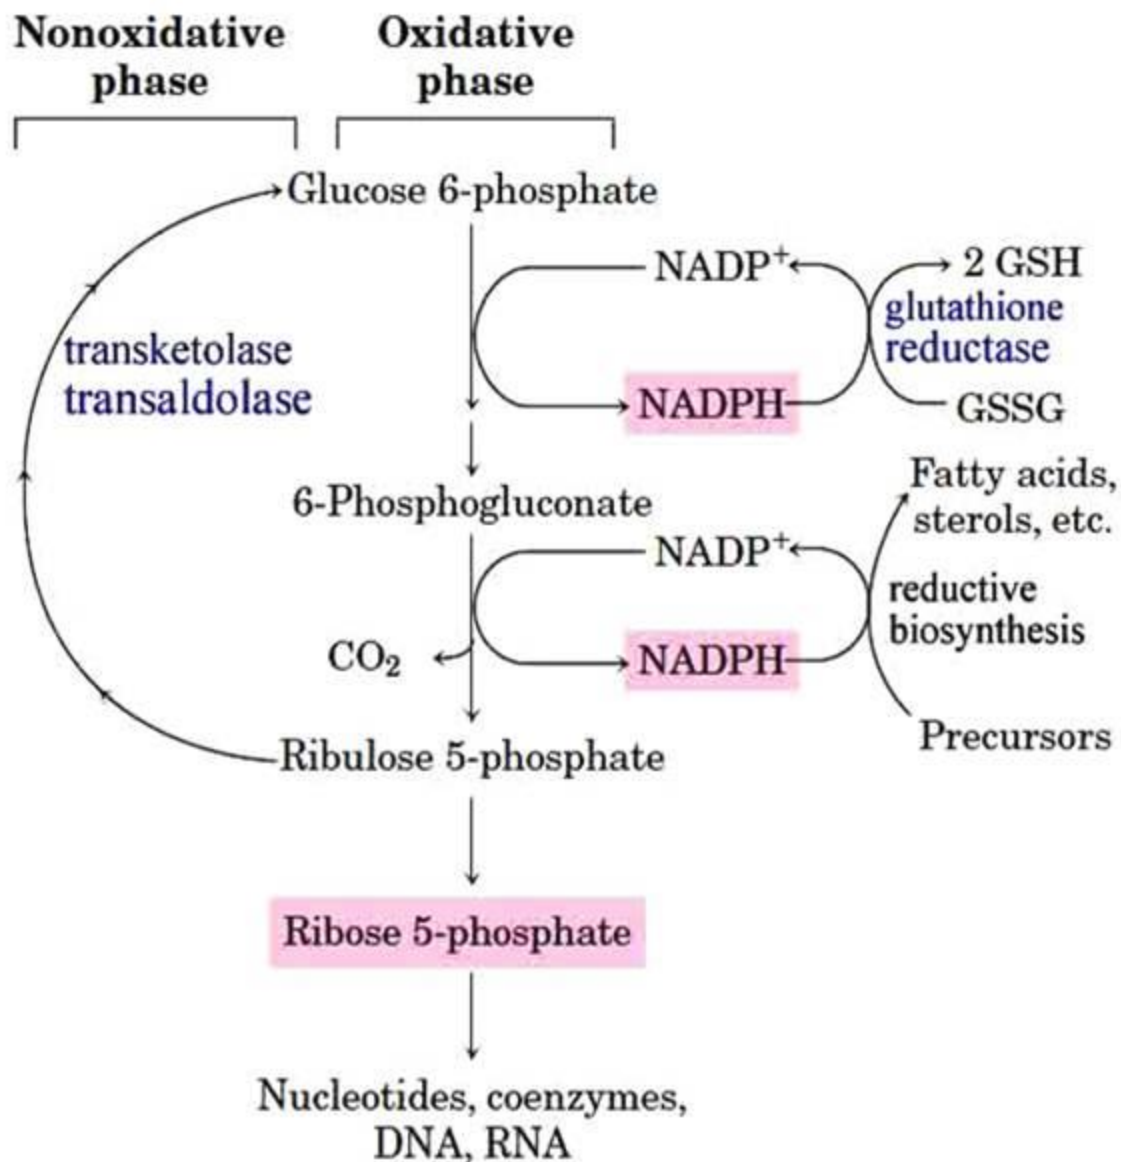 Nonoxidative
phase
Oxidative
phase
Glucose 6-phosphate
NADP+
2 GSH
glutathione
reductase
transketolase
transaldolase
NADPH
GSSG
Fatty acids,
sterols, etc.
6-Phosphogluconate
NADP+
reductive
biosynthesis
CO2
NADPH
Precursors
Ribulose 5-phosphate
Ribose 5-phosphate
Nucleotides, coenzymes,
DNA, RNA